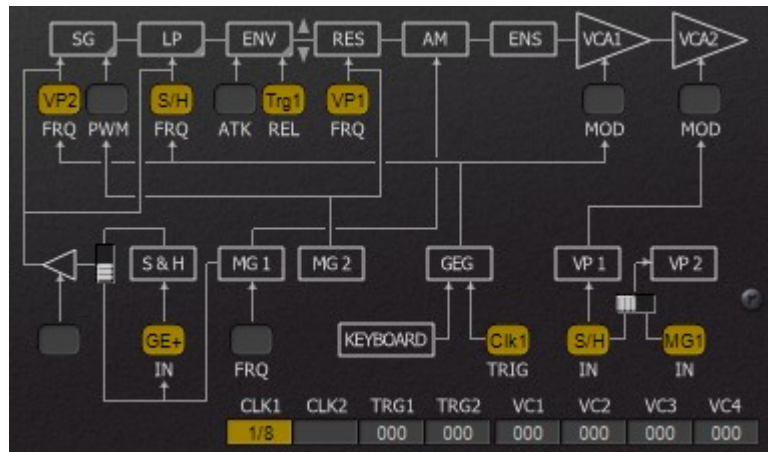 SG LP ENV RES AM ENS VCA1 VCA2
VP2 S/H Trg1 VP1
FRQ PWM FRQ ATK REL FRQ MOD MOD
S & H MG 1 MG 2 GEG VP 1 VP 2
GE+ KEYBOARD Clk1 S/H MG1
IN FRQ TRIG IN IN
CLK1 CLK2 TRG1 TRG2 VC1 VC2 VC3 VC4
1/8 000 000 000 000 000 000